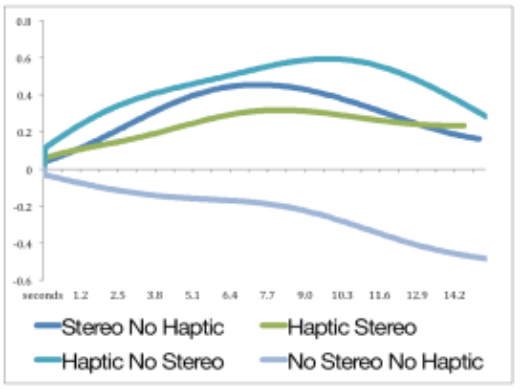 0.8
0.6
0.4
0.2
0
-0.2
-0.4
-0.6
seconds 1.2 2.5 3.8 5.1 6.4 7.7 9.0 10.3 11.6 12.9 14.2
Stereo No Haptic Haptic Stereo
Haptic No Stereo No Stereo No Haptic